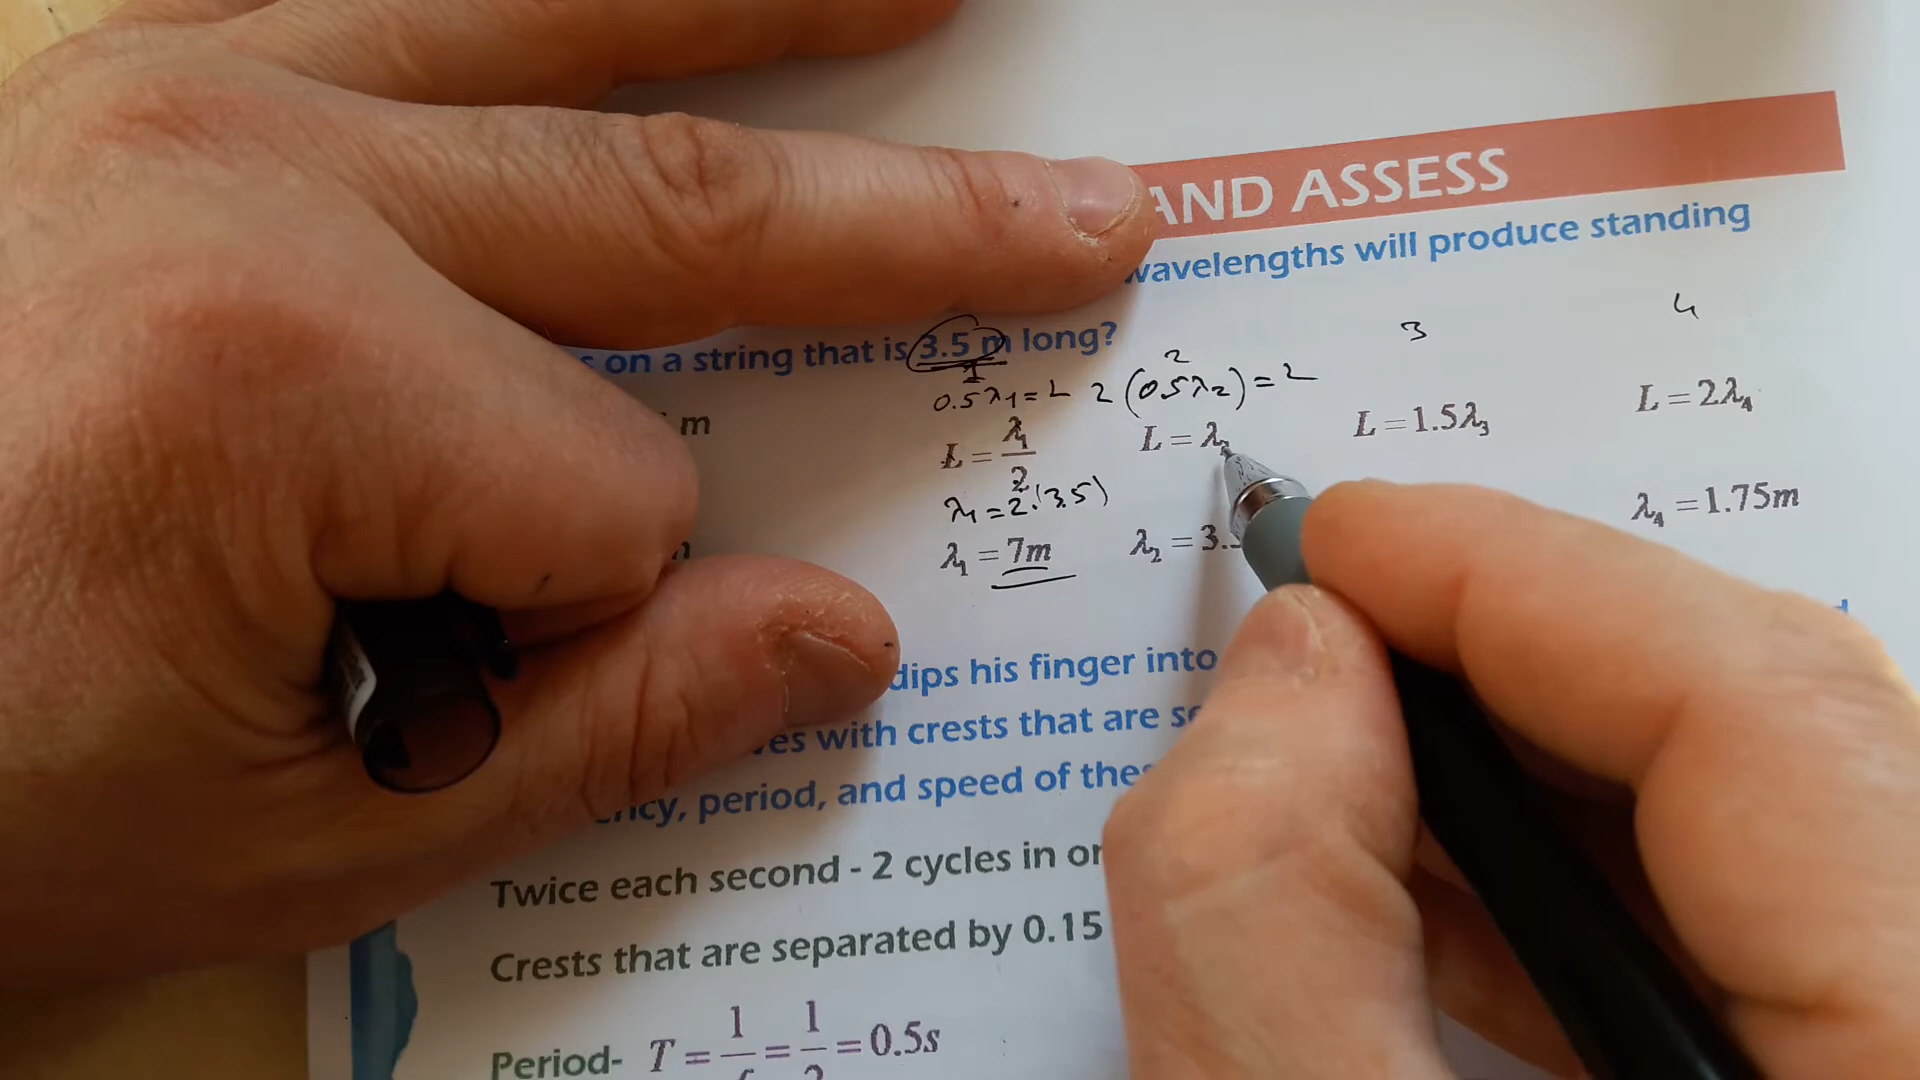 AND ASSESS
wavelengths will produce standing
on a string that is 3.5 m long?
1 2 3 4
0.5λ1=L 2(0.5λ2)=L
m L=λ1/2 L=λ2 L=1.5λ3 L=2λ4
λ1=2.(3.5)
λ1=7m λ2=3. λ4=1.75m
dips his finger into
with crests that are
period, and speed of
Twice each second - 2 cycles in
Crests that are separated by 0.15
Period- T= 1/ = 1/ =0.5s